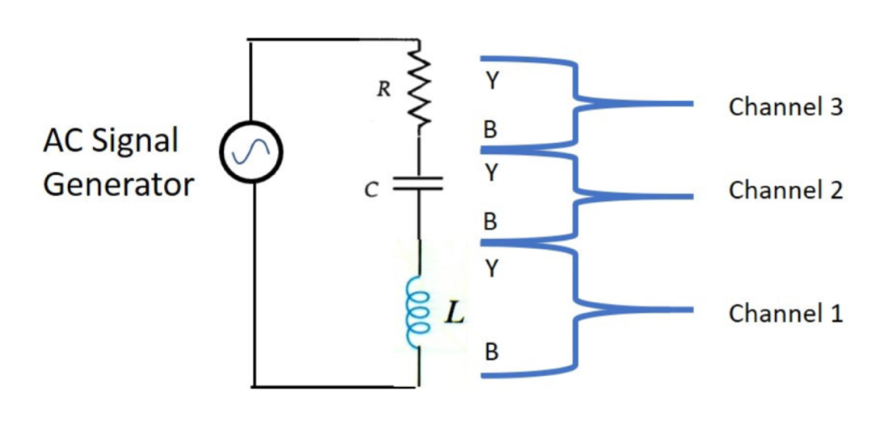 Y
R
Channel 3
AC Signal
Generator
B
Y
C
Channel 2
B
Y
L
Channel 1
B